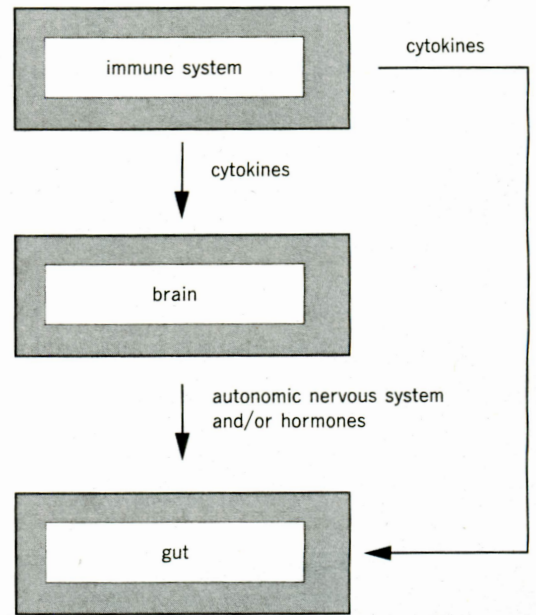 immune system
cytokines
cytokines
brain
autonomic nervous system
and/or hormones
gut